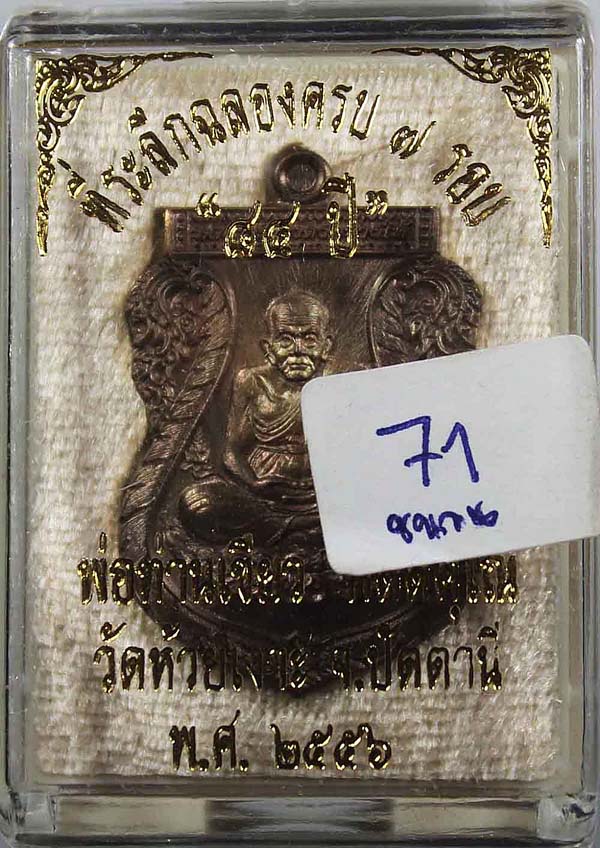 ที่ระลึกฉลองครบ ๗ รอบ
“๘๔ ปี”
71
พ่อท่านเขียว
วัดห้วยเงาะ จ.ปัตตานี
พ.ศ. ๒๕๕๖